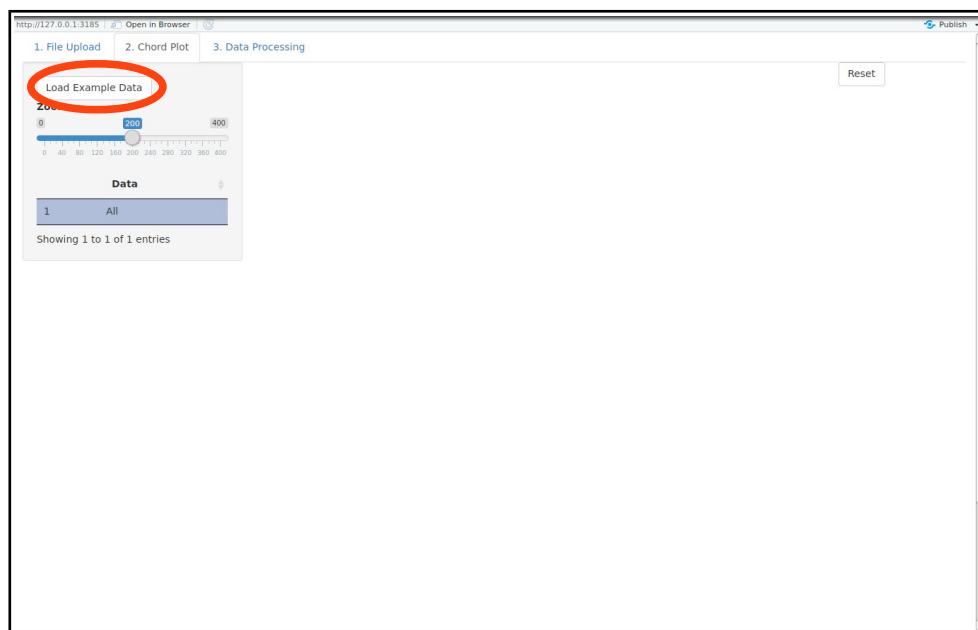 http://127.0.0.1:3185 Open in Browser Publish
1. File Upload 2. Chord Plot 3. Data Processing
Load Example Data Reset
0 200 400
0 40 80 120 160 200 240 280 320 360 400
Data
1 All
Showing 1 to 1 of 1 entries